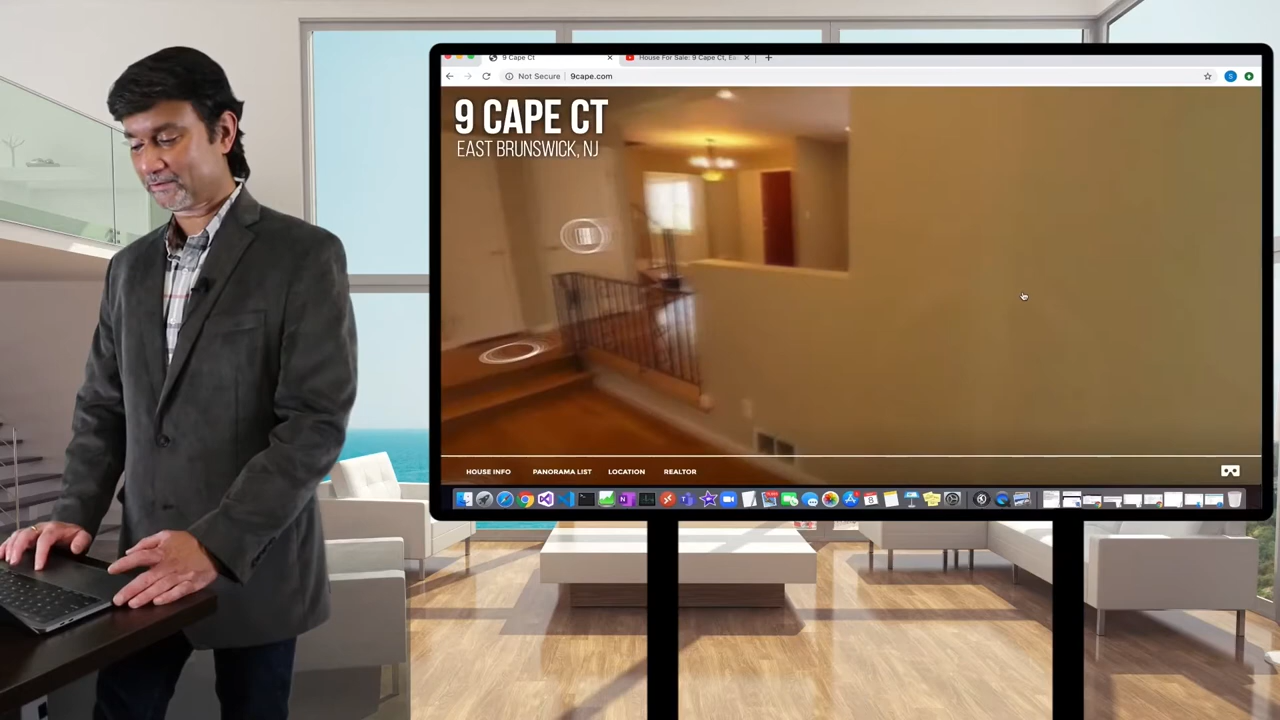 9 Cape Ct
House For Sale: 9 Cape Ct, Ea
Not Secure
9cape.com
S
9 CAPE CT
EAST BRUNSWICK, NJ
HOUSE INFO
PANORAMA LIST
LOCATION
REALTOR